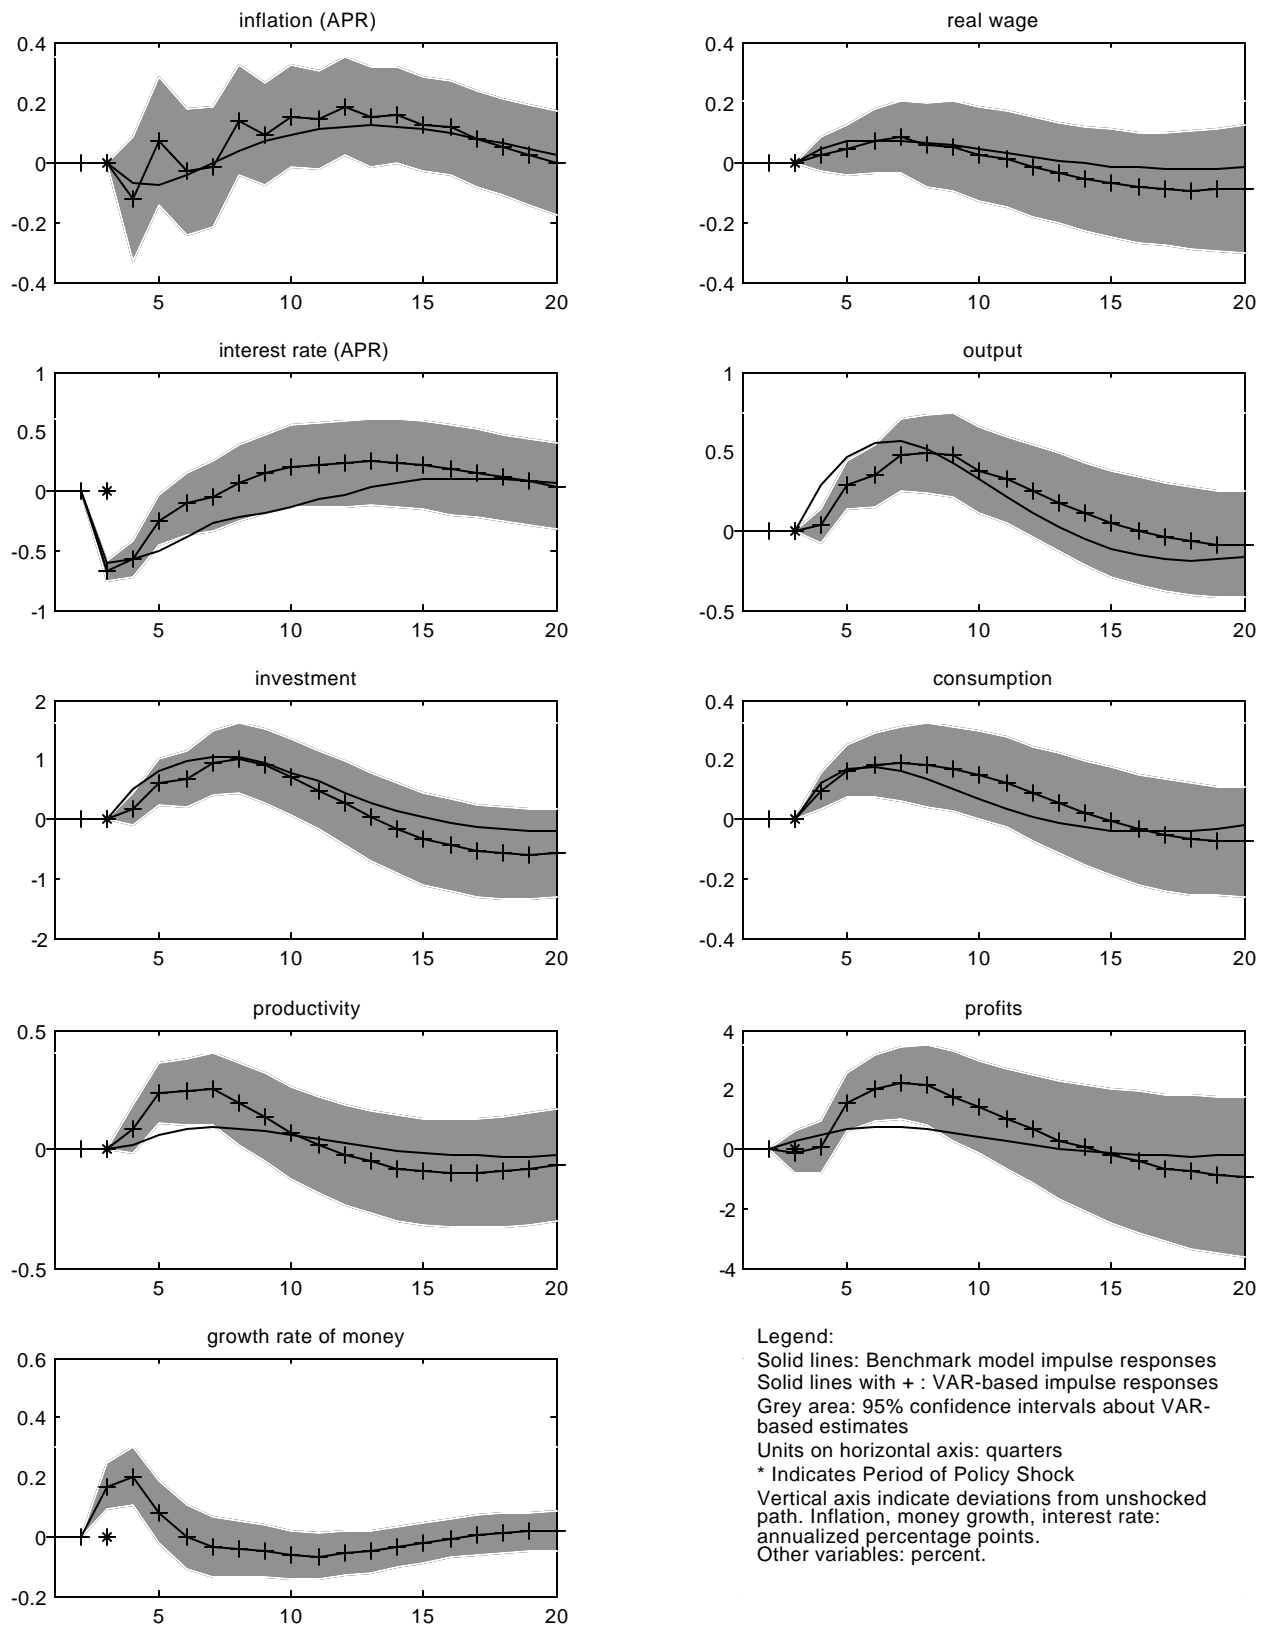 inflation (APR)
0.4
0.2
0
-0.2
-0.4
5 10 15 20
real wage
0.4
0.2
0
-0.2
-0.4
5 10 15 20
interest rate (APR)
1
0.5
0
-0.5
-1
5 10 15 20
output
1
0.5
0
-0.5
5 10 15 20
investment
2
1
0
-1
-2
5 10 15 20
consumption
0.4
0.2
0
-0.2
-0.4
5 10 15 20
productivity
0.5
0
-0.5
5 10 15 20
profits
4
2
0
-2
-4
5 10 15 20
growth rate of money
0.6
0.4
0.2
0
-0.2
5 10 15 20
Legend:
Solid lines: Benchmark model impulse responses
Solid lines with + : VAR-based impulse responses
Grey area: 95% confidence intervals about VAR-
based estimates
Units on horizontal axis: quarters
* Indicates Period of Policy Shock
Vertical axis indicate deviations from unshocked
path. Inflation, money growth, interest rate:
annualized percentage points.
Other variables: percent.